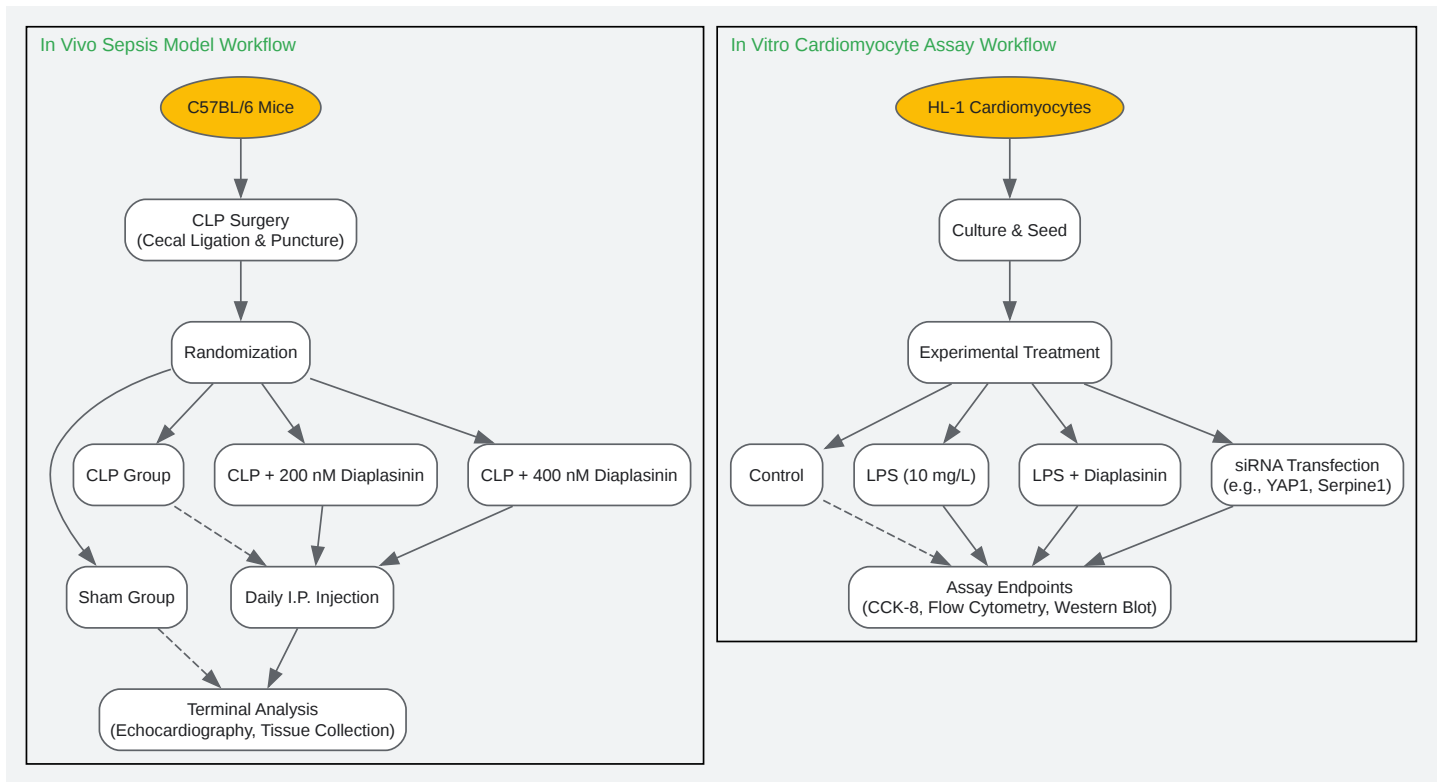 In Vivo Sepsis Model Workflow
C57BL/6 Mice
CLP Surgery
(Cecal Ligation & Puncture)
Randomization
CLP Group
CLP + 200 nM Diaplasinin
CLP + 400 nM Diaplasinin
Sham Group
Daily I.P. Injection
Terminal Analysis
(Echocardiography, Tissue Collection)
In Vitro Cardiomyocyte Assay Workflow
HL-1 Cardiomyocytes
Culture & Seed
Experimental Treatment
Control
LPS (10 mg/L)
LPS + Diaplasinin
siRNA Transfection
(e.g., YAP1, Serpine1)
Assay Endpoints
(CCK-8, Flow Cytometry, Western Blot)